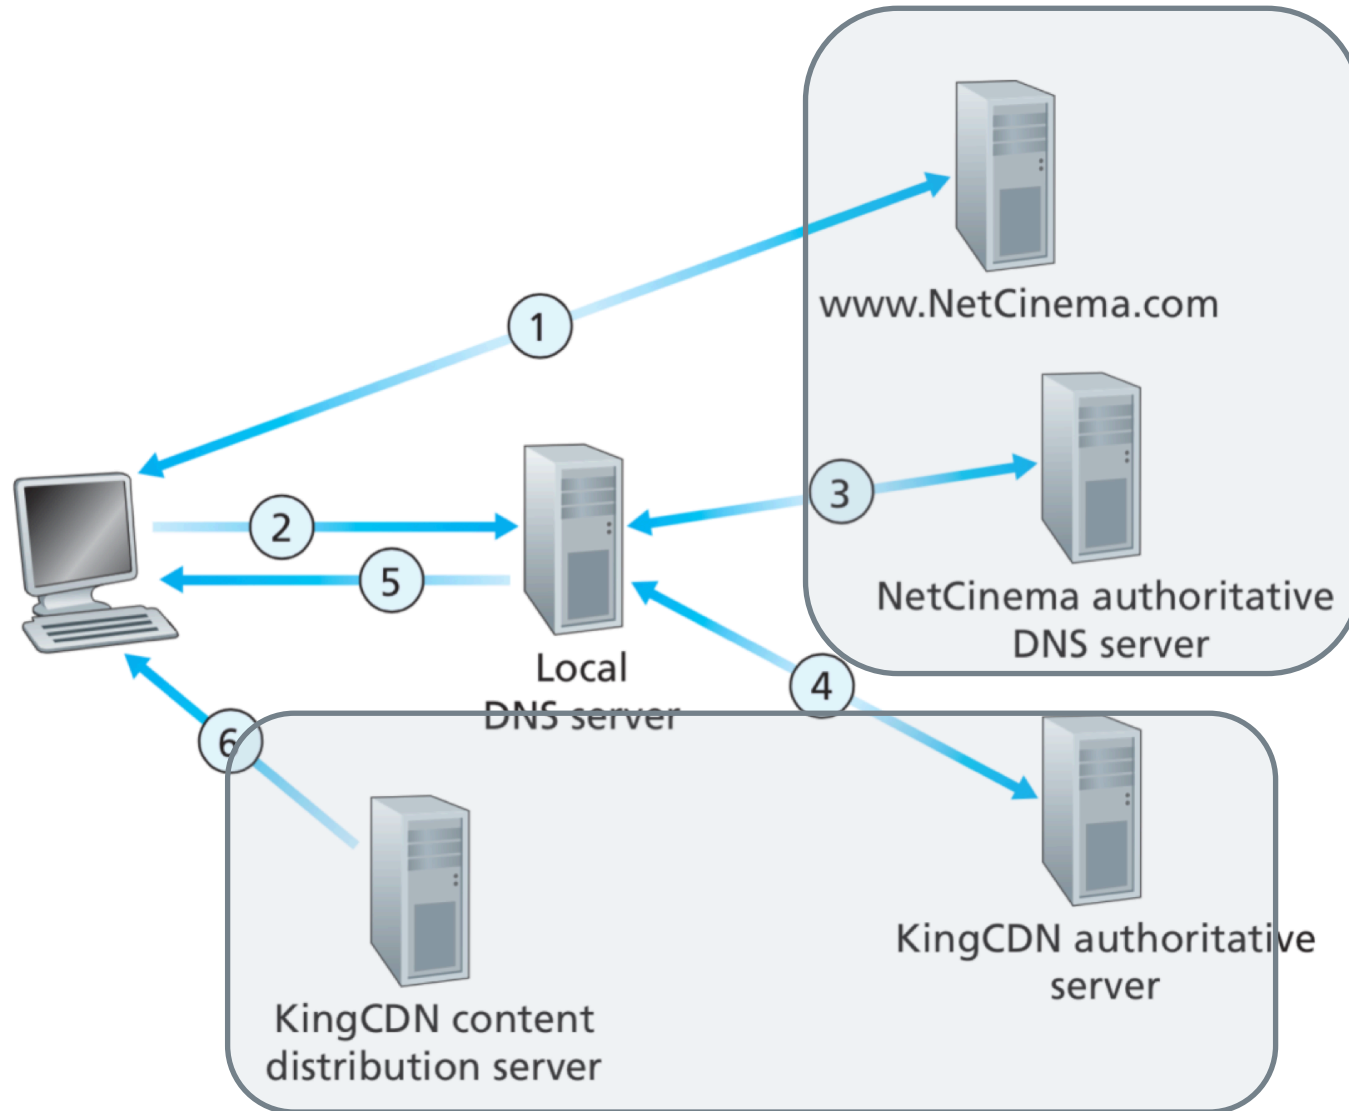 www.NetCinema.com
1
3
2
5
NetCinema authoritative
DNS server
Local
DNS server
4
6
KingCDN authoritative
server
KingCDN content
distribution server